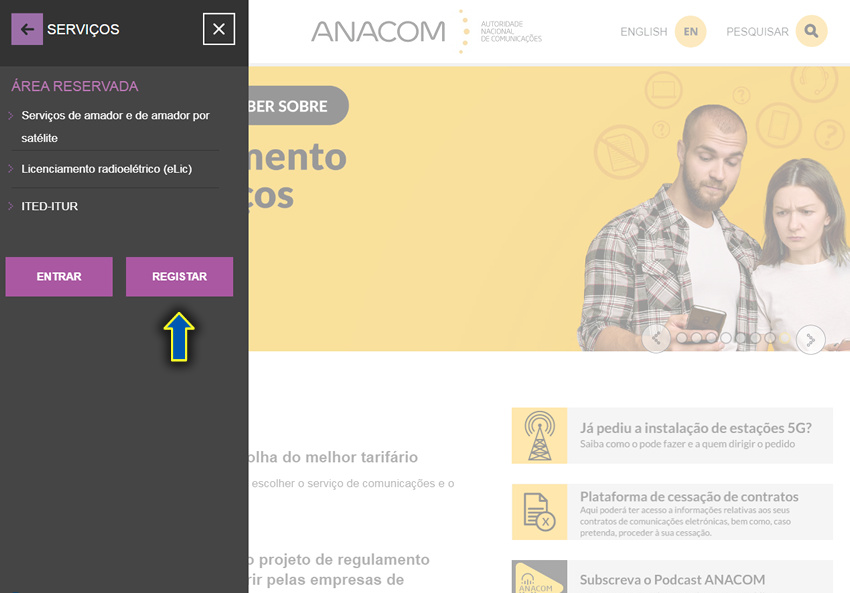 SERVIÇOS
ÁREA RESERVADA
Serviços de amador e de amador por
satélite
Licenciamento radioelétrico (eLic)
ITED-ITUR
ENTRAR
REGISTAR
ANACOM
AUTORIDADE
NACIONAL
DE COMUNICAÇÕES
ENGLISH
EN
PESQUISAR
BER SOBRE
mento
ços
olha do melhor tarifário
escolher o serviço de comunicações e o
o projeto de regulamento
rir pelas empresas de
Já pediu a instalação de estações 5G?
Saiba como o pode fazer e a quem dirigir o pedido
Plataforma de cessação de contratos
Aqui poderá ter acesso a informações relativas aos seus
contratos de comunicações eletrónicas, bem como, caso
pretenda, proceder à sua cessação.
X
ANACOM
Subscreva o Podcast ANACOM